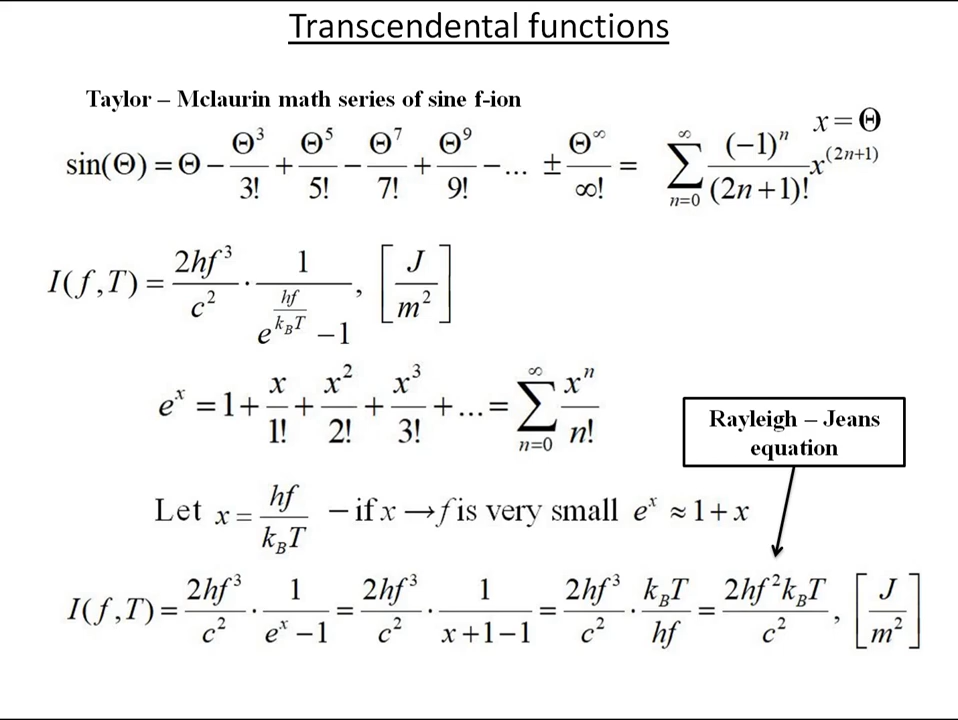 Transcendental functions
Taylor – Mclaurin math series of sine f-ion
sin(Θ) = Θ − Θ³/3! + Θ⁵/5! − Θ⁷/7! + Θ⁹/9! − ... ± Θ^∞/∞! = ∑_{n=0}^{∞} (−1)ⁿ/(2n+1)! x^(2n+1) x = Θ
I(f,T) = 2hf³/c² · 1/(e^(hf/k_BT) − 1), [J/m²]
eˣ = 1 + x/1! + x²/2! + x³/3! + ... = ∑_{n=0}^{∞} xⁿ/n!
Rayleigh – Jeans
equation
Let x = hf/k_BT − if x → f is very small eˣ ≈ 1 + x
I(f,T) = 2hf³/c² · 1/(eˣ − 1) = 2hf³/c² · 1/(x+1−1) = 2hf³/c² · k_BT/hf = 2hf²k_BT/c², [J/m²]